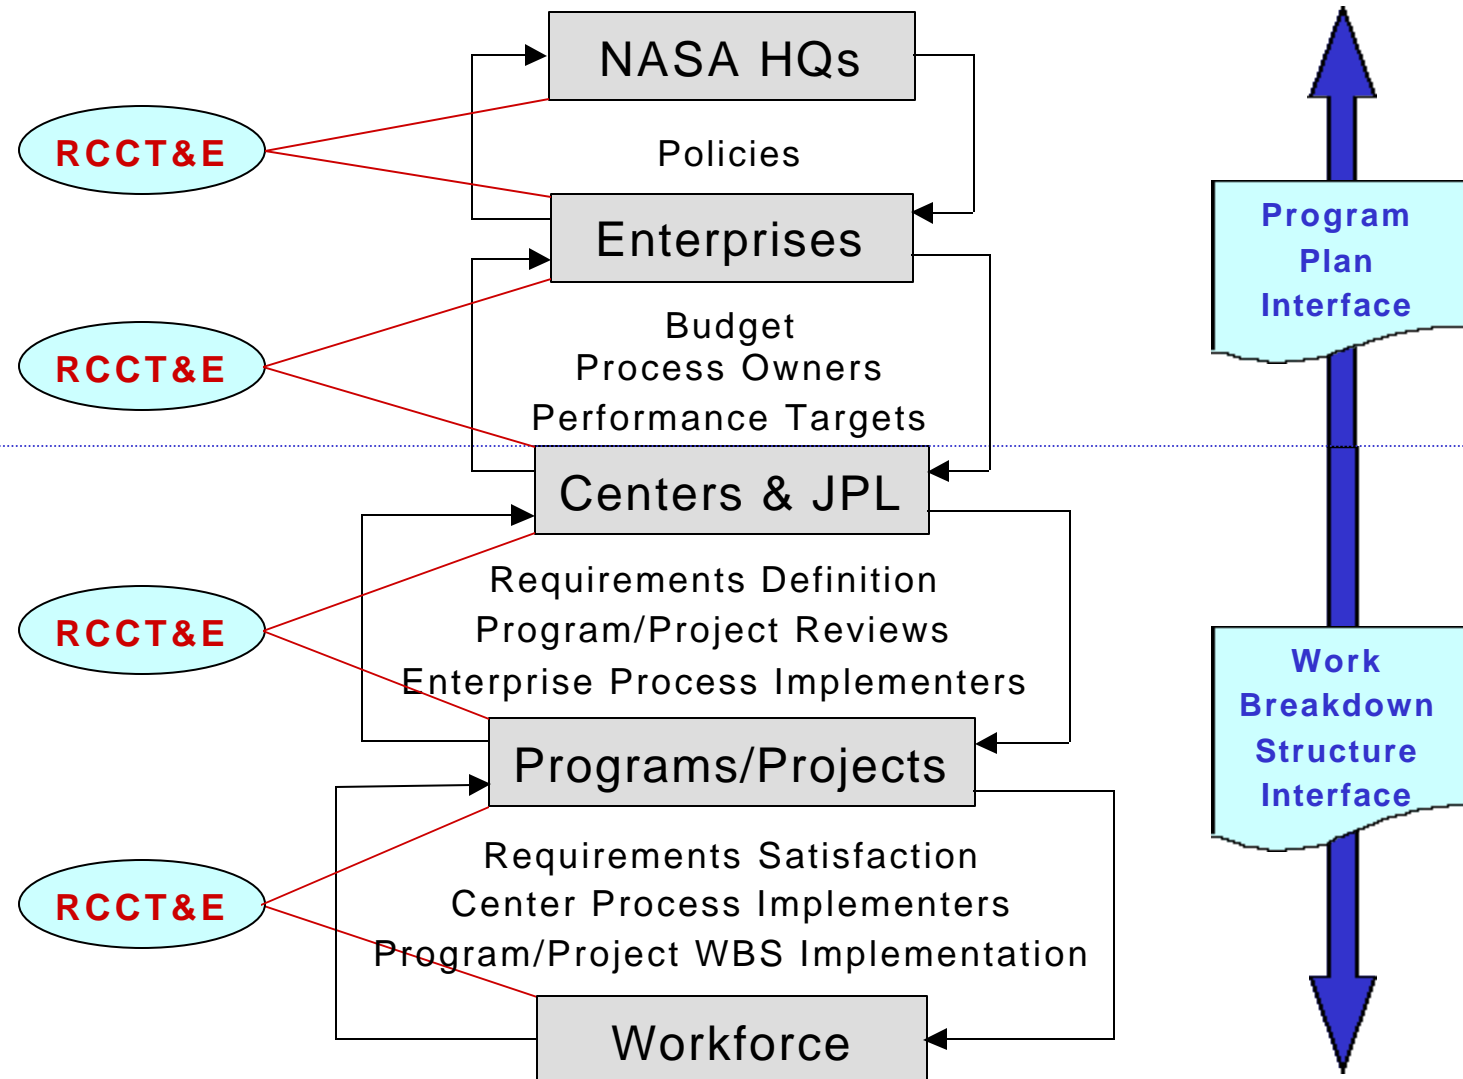 NASA HQs
RCCT&E
Policies
Enterprises
RCCT&E
Budget
Process Owners
Performance Targets
Centers & JPL
RCCT&E
Requirements Definition
Program/Project Reviews
Enterprise Process Implementers
Programs/Projects
RCCT&E
Requirements Satisfaction
Center Process Implementers
Program/Project WBS Implementation
Workforce
Program
Plan
Interface
Work
Breakdown
Structure
Interface